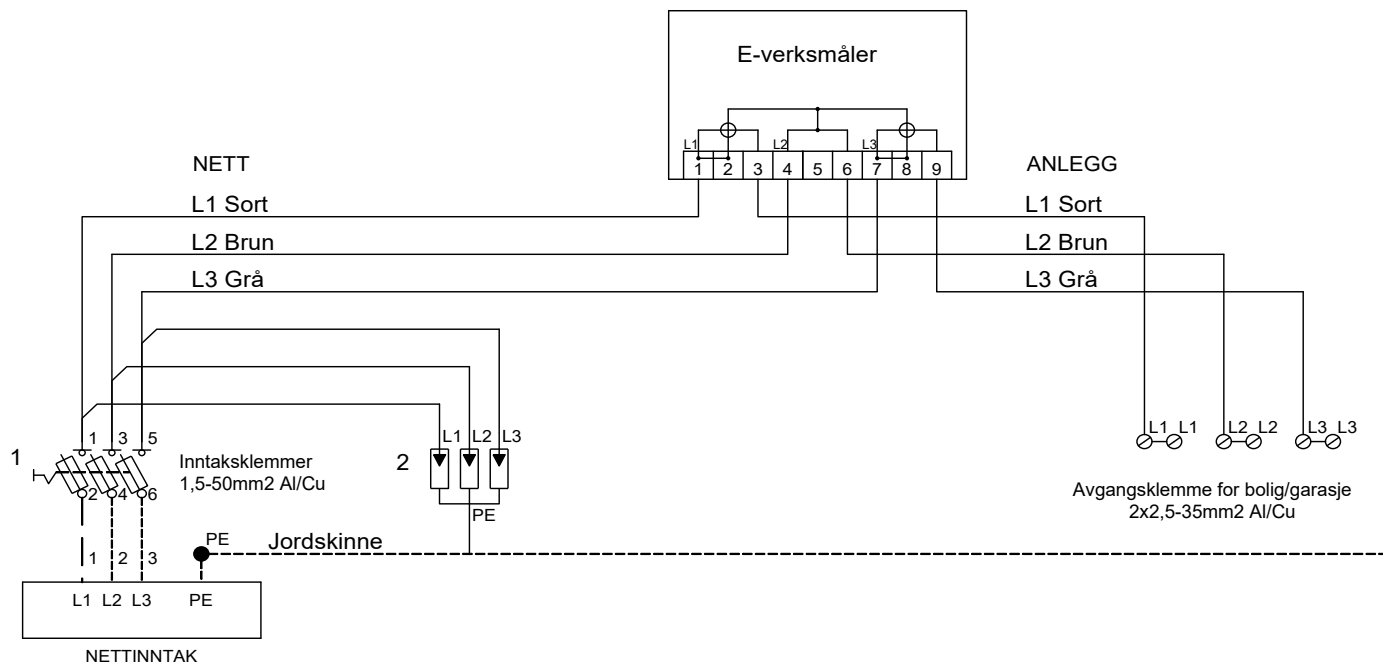 E-verksmåler
L1 L2 L3
1 2 3 4 5 6 7 8 9
NETT
ANLEGG
L1 Sort
L1 Sort
L2 Brun
L2 Brun
L3 Grå
L3 Grå
1 3 5
1
Inntaksklemmer
1,5-50mm2 Al/Cu
2 4 6
L1 L2 L3
2
PE
L1 L1 L2 L2 L3 L3
Avgangsklemme for bolig/garasje
2x2,5-35mm2 Al/Cu
PE
Jordskinne
1 2 3
L1 L2 L3 PE
NETTINNTAK